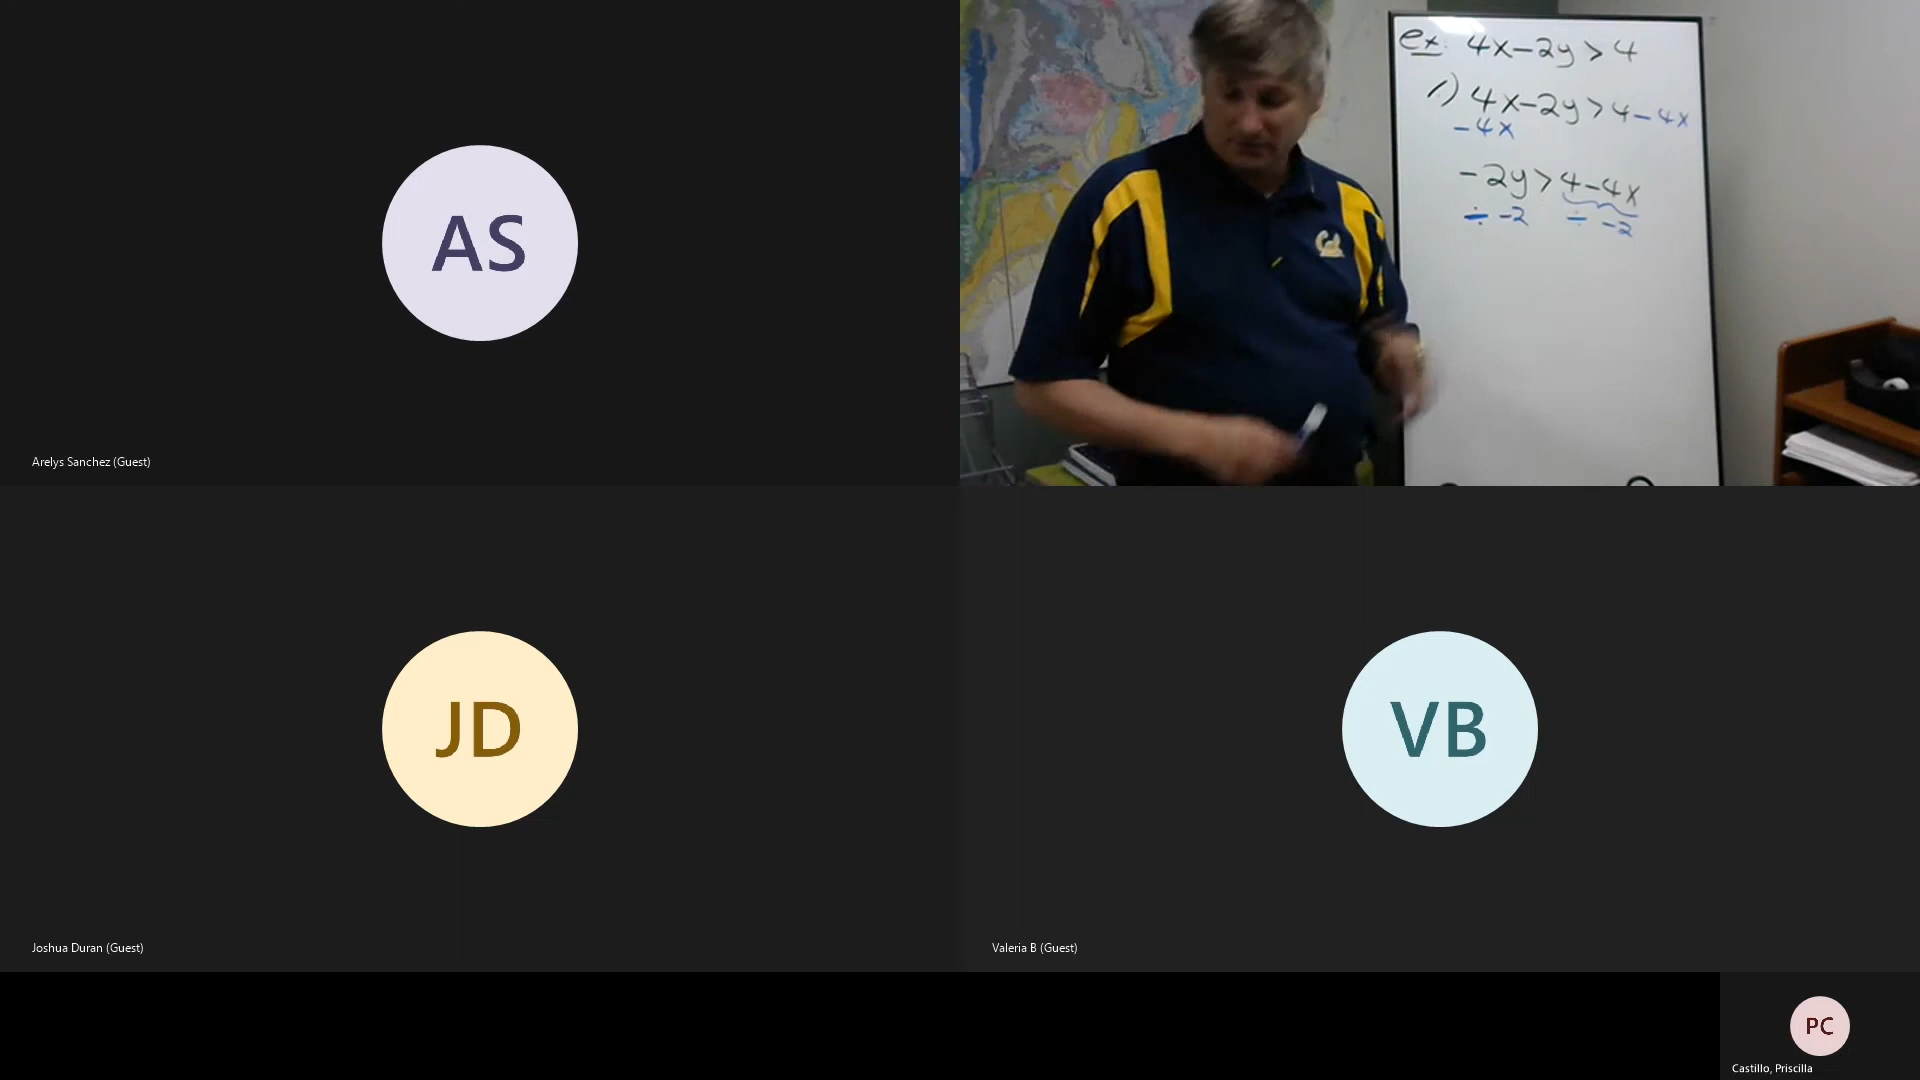 AS
Arelys Sanchez (Guest)
ex: 4x-2y>4
1.) 4x-2y>4-4x
-4x
-2y>4-4x
÷ -2 ÷ -2
JD
Joshua Duran (Guest)
VB
Valeria B (Guest)
PC
Castillo, Priscilla